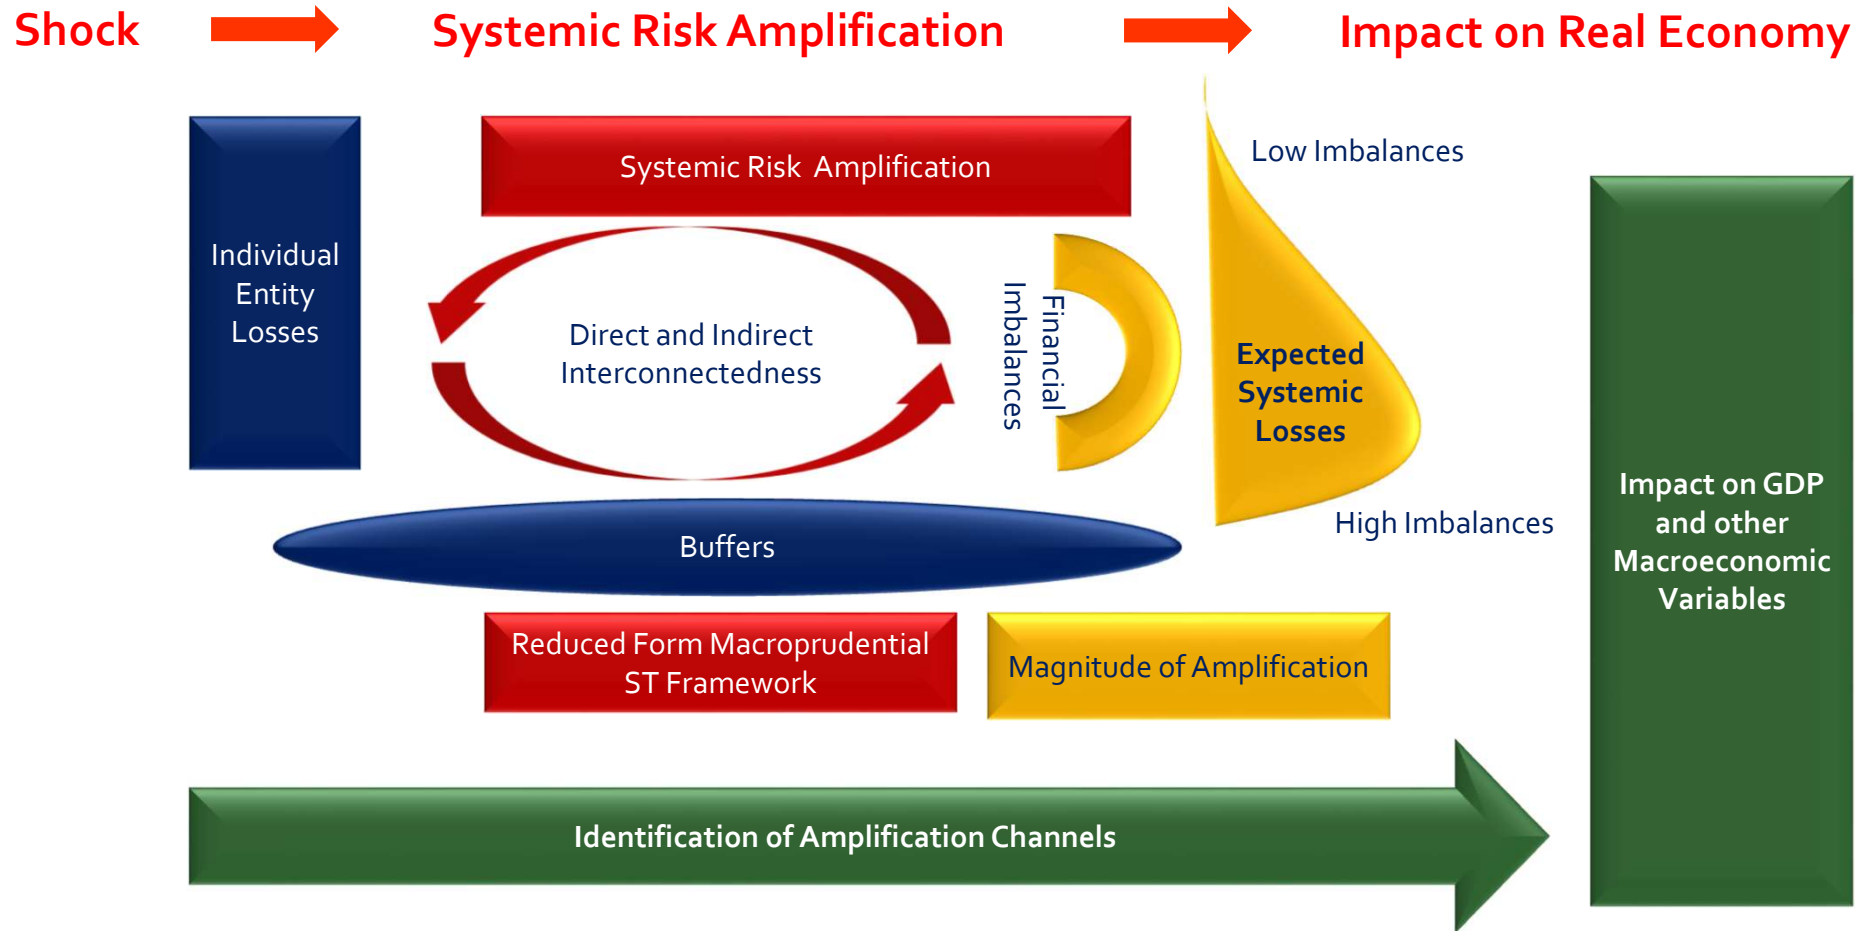 Shock
Systemic Risk Amplification
Impact on Real Economy
Systemic Risk Amplification
Low Imbalances
Individual
Entity
Losses
Direct and Indirect
Interconnectedness
Financial
Imbalances
Expected
Systemic
Losses
High Imbalances
Buffers
Impact on GDP
and other
Macroeconomic
Variables
Reduced Form Macroprudential
ST Framework
Magnitude of Amplification
Identification of Amplification Channels